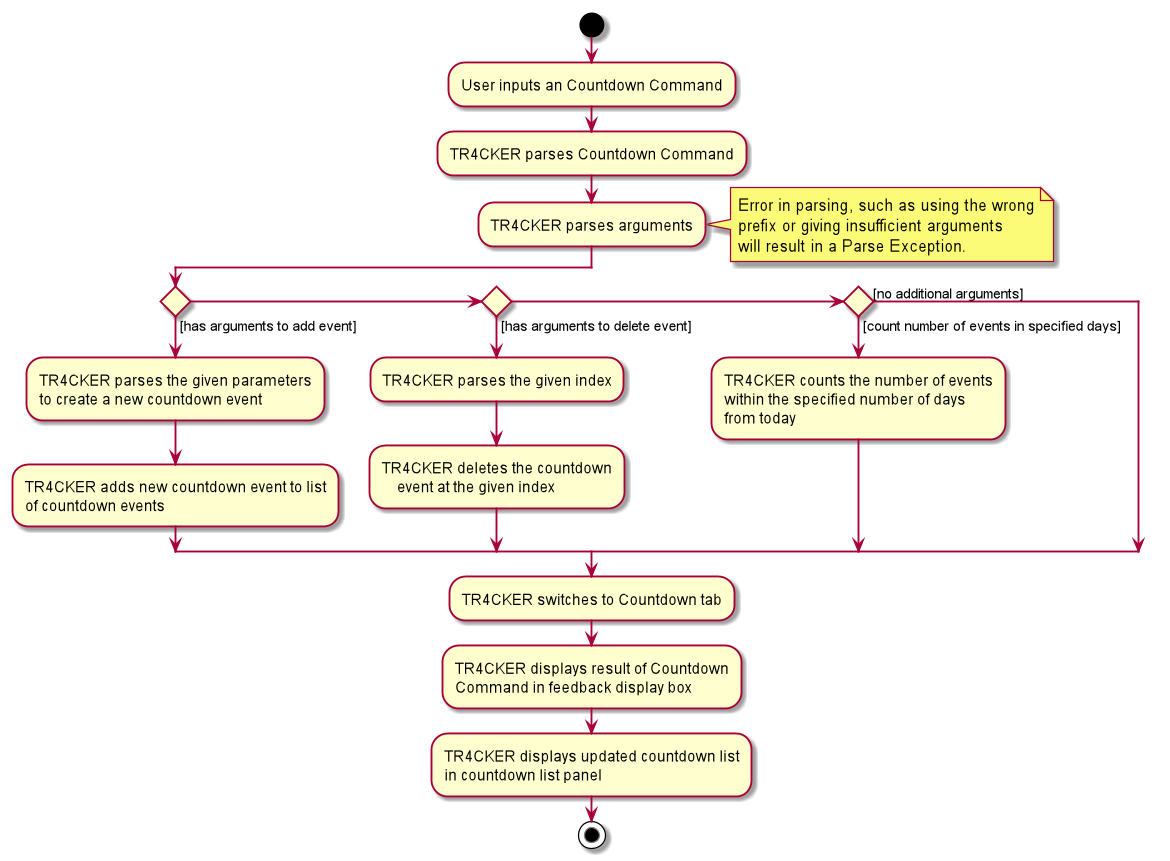 User inputs an Countdown Command
TR4CKER parses Countdown Command
TR4CKER parses arguments
Error in parsing, such as using the wrong
prefix or giving insufficient arguments
will result in a Parse Exception.
[no additional arguments]
[has arguments to add event]
[has arguments to delete event]
[count number of events in specified days]
TR4CKER parses the given parameters
to create a new countdown event
TR4CKER parses the given index
TR4CKER counts the number of events
within the specified number of days
from today
TR4CKER adds new countdown event to list
of countdown events
TR4CKER deletes the countdown
event at the given index
TR4CKER switches to Countdown tab
TR4CKER displays result of Countdown
Command in feedback display box
TR4CKER displays updated countdown list
in countdown list panel